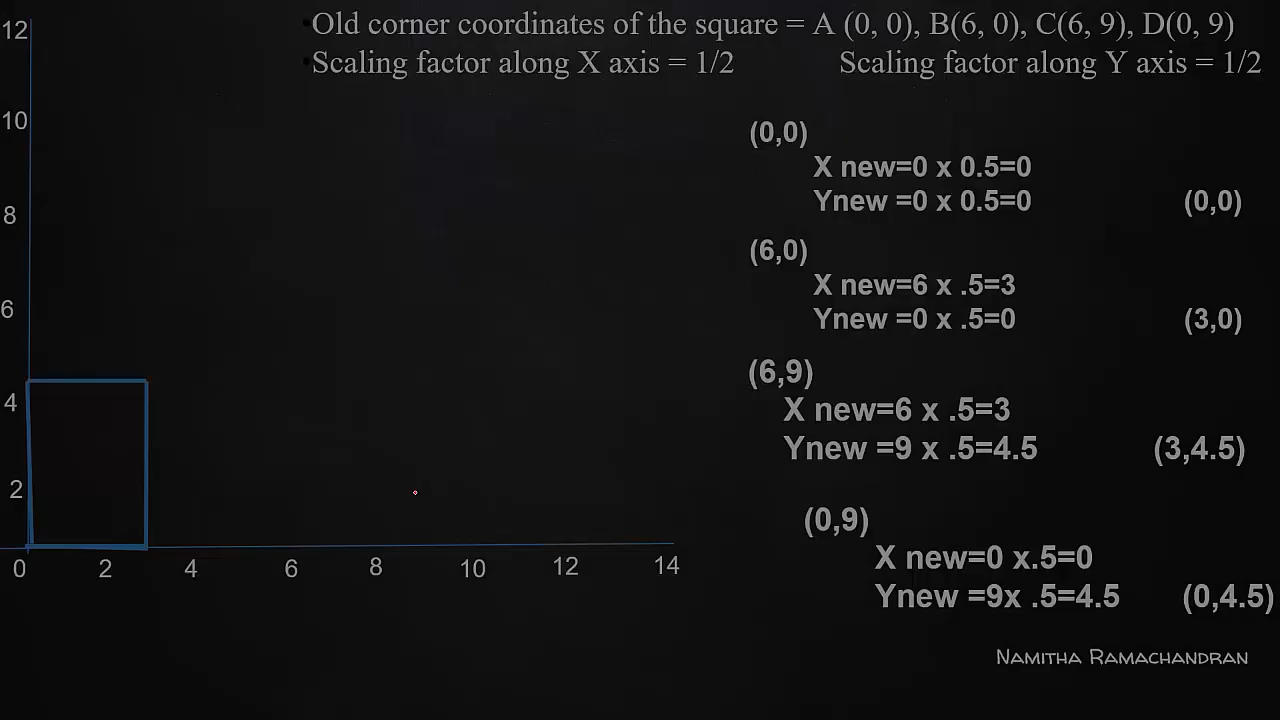 •Old corner coordinates of the square = A (0, 0), B(6, 0), C(6, 9), D(0, 9)
•Scaling factor along X axis = 1/2 Scaling factor along Y axis = 1/2
(0,0)
X new=0 x 0.5=0
Ynew =0 x 0.5=0 (0,0)
(6,0)
X new=6 x .5=3
Ynew =0 x .5=0 (3,0)
(6,9)
X new=6 x .5=3
Ynew =9 x .5=4.5 (3,4.5)
(0,9)
X new=0 x.5=0
Ynew =9x .5=4.5 (0,4.5)
12
10
8
6
4
2
0 2 4 6 8 10 12 14
Namitha Ramachandran